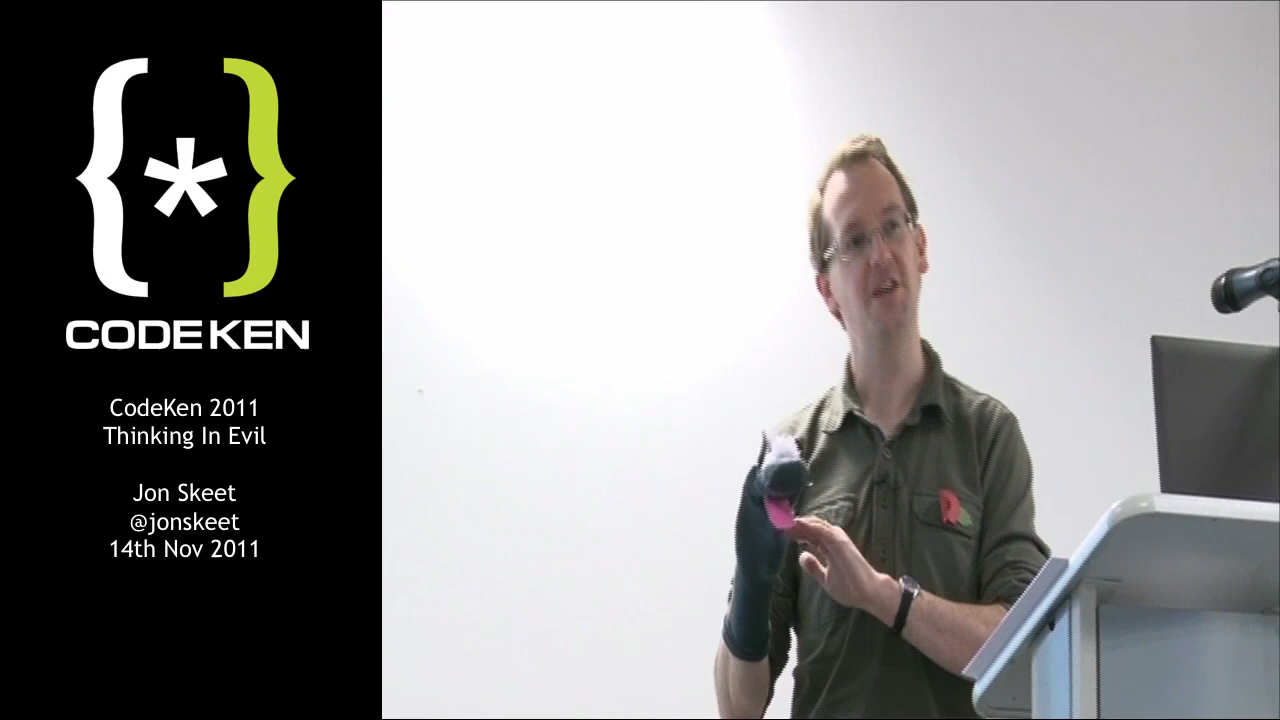 CODEKEN
CodeKen 2011
Thinking In Evil
Jon Skeet
@jonskeet
14th Nov 2011